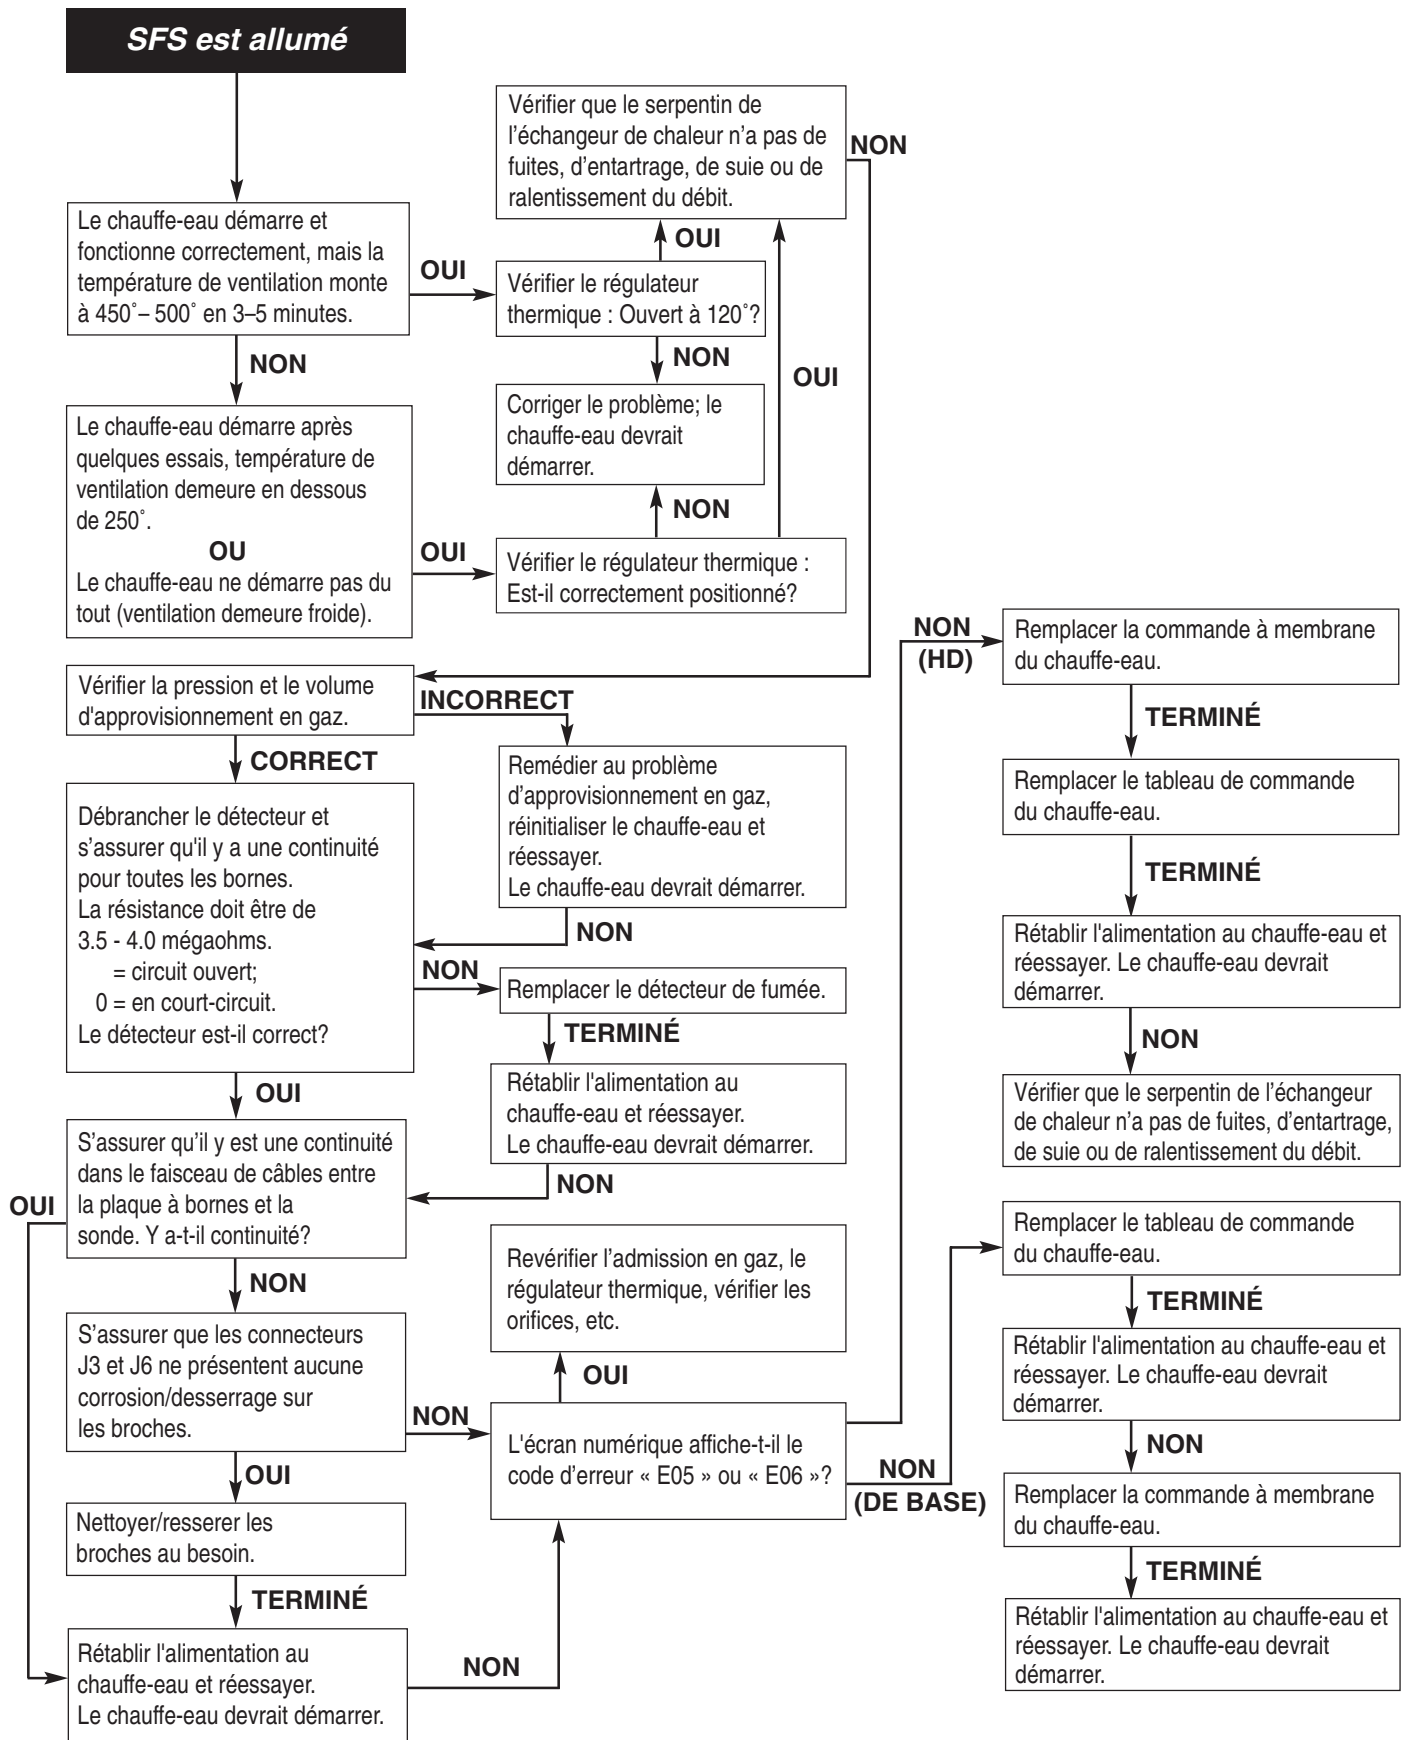 SFS est allumé
Vérifier que le serpentin de
l'échangeur de chaleur n'a pas de
fuites, d'entartrage, de suie ou de
ralentissement du débit.
NON
OUI
Le chauffe-eau démarre et
fonctionne correctement, mais la
température de ventilation monte
à 450˚– 500˚ en 3–5 minutes.
OUI
Vérifier le régulateur
thermique : Ouvert à 120˚?
NON
NON
OUI
Corriger le problème; le
chauffe-eau devrait
démarrer.
NON
Le chauffe-eau démarre après
quelques essais, température de
ventilation demeure en dessous
de 250˚.
OU
Le chauffe-eau ne démarre pas du
tout (ventilation demeure froide).
OUI
Vérifier le régulateur thermique :
Est-il correctement positionné?
Vérifier la pression et le volume
d'approvisionnement en gaz.
INCORRECT
CORRECT
Remédier au problème
d'approvisionnement en gaz,
réinitialiser le chauffe-eau et
réessayer.
Le chauffe-eau devrait démarrer.
NON
Débrancher le détecteur et
s'assurer qu'il y a une continuité
pour toutes les bornes.
La résistance doit être de
3.5 - 4.0 mégaohms.
= circuit ouvert;
0 = en court-circuit.
Le détecteur est-il correct?
NON
Remplacer le détecteur de fumée.
TERMINÉ
Rétablir l'alimentation au
chauffe-eau et réessayer.
Le chauffe-eau devrait démarrer.
NON
OUI
S'assurer qu'il y est une continuité
dans le faisceau de câbles entre
la plaque à bornes et la
sonde. Y a-t-il continuité?
OUI
NON
S'assurer que les connecteurs
J3 et J6 ne présentent aucune
corrosion/desserrage sur
les broches.
NON
OUI
Nettoyer/resserer les
broches au besoin.
TERMINÉ
Rétablir l'alimentation au
chauffe-eau et réessayer.
Le chauffe-eau devrait démarrer.
NON
Revérifier l'admission en gaz, le
régulateur thermique, vérifier les
orifices, etc.
OUI
L'écran numérique affiche-t-il le
code d'erreur « E05 » ou « E06 »?
NON
(HD)
Remplacer la commande à membrane
du chauffe-eau.
TERMINÉ
Remplacer le tableau de commande
du chauffe-eau.
TERMINÉ
Rétablir l'alimentation au chauffe-eau et
réessayer. Le chauffe-eau devrait
démarrer.
NON
Vérifier que le serpentin de l'échangeur
de chaleur n'a pas de fuites, d'entartrage,
de suie ou de ralentissement du débit.
NON
(DE BASE)
Remplacer le tableau de commande
du chauffe-eau.
TERMINÉ
Rétablir l'alimentation au chauffe-eau et
réessayer. Le chauffe-eau devrait
démarrer.
NON
Remplacer la commande à membrane
du chauffe-eau.
TERMINÉ
Rétablir l'alimentation au chauffe-eau et
réessayer. Le chauffe-eau devrait
démarrer.